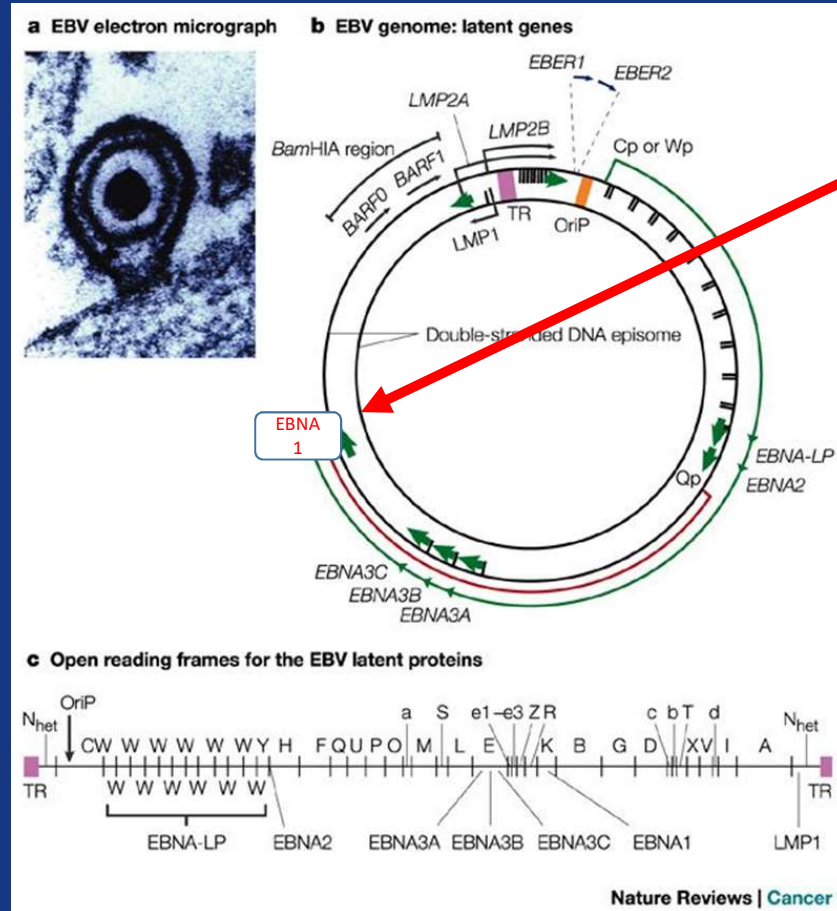 a EBV electron micrograph
b EBV genome: latent genes
EBER1
EBER2
LMP2A
LMP2B
Cp or Wp
BamHIA region
BARF1
BARF0
TR
OriP
LMP1
Double-stranded DNA episome
EBNA
1
EBNA-LP
Qp
EBNA2
EBNA3C
EBNA3B
EBNA3A
c Open reading frames for the EBV latent proteins
OriP
Nhet
a S e1–e3 Z R c b T d
Nhet
C W W W W W W W Y H F Q U P O M L E K B G D X V I A
TR
W W W W W W
TR
EBNA-LP EBNA2 EBNA3A EBNA3B EBNA3C EBNA1 LMP1
Nature Reviews | Cancer